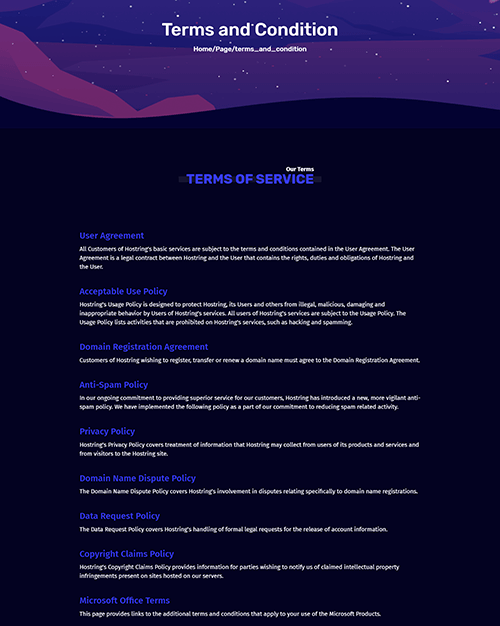 Terms and Condition
Home/Page/terms_and_condition
Our Terms
TERMS OF SERVICE
User Agreement
All Customers of Hostring's basic services are subject to the terms and conditions contained in the User Agreement. The User
Agreement is a legal contract between Hostring and the User that contains the rights, duties and obligations of Hostring and
the User.
Acceptable Use Policy
Hostring's Usage Policy is designed to protect Hostring, its Users and others from illegal, malicious, damaging and
inappropriate behavior by Users of Hostring's services. All users of Hostring's services are subject to the Usage Policy. The
Usage Policy lists activities that are prohibited on Hostring's services, such as hacking and spamming.
Domain Registration Agreement
Customers of Hostring wishing to register, transfer or renew a domain name must agree to the Domain Registration Agreement.
Anti-Spam Policy
In our ongoing commitment to providing superior service for our customers, Hostring has introduced a new, more vigilant anti-
spam policy. We have implemented the following policy as a part of our commitment to reducing spam related activity.
Privacy Policy
Hostring's Privacy Policy covers treatment of information that Hostring may collect from users of its products and services and
from visitors to the Hostring site.
Domain Name Dispute Policy
The Domain Name Dispute Policy covers Hostring's involvement in disputes relating specifically to domain name registrations.
Data Request Policy
The Data Request Policy covers Hostring's handling of formal legal requests for the release of account information.
Copyright Claims Policy
Hostring's Copyright Claims Policy provides information for parties wishing to notify us of claimed intellectual property
infringements present on sites hosted on our servers.
Microsoft Office Terms
This page provides links to the additional terms and conditions that apply to your use of the Microsoft Products.